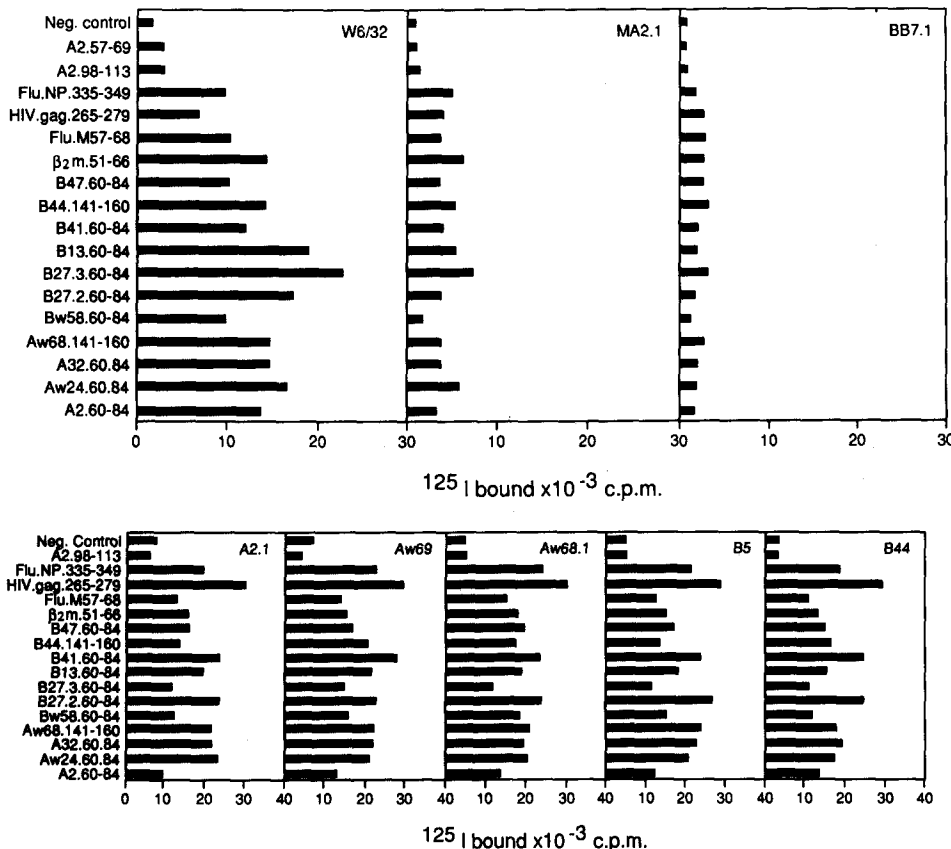 Neg. control
W6/32
MA2.1
BB7.1
A2.57-69
A2.98-113
Flu.NP.335-349
HIV.gag.265-279
Flu.M57-68
β2m.51-66
B47.60-84
B44.141-160
B41.60-84
B13.60-84
B27.3.60-84
B27.2.60-84
Bw58.60-84
Aw68.141-160
A32.60.84
Aw24.60.84
A2.60-84
0 10 20 30 10 20 30 10 20 30
125 I bound x10 -3 c.p.m.
Neg. Control
A2.1
Aw69
Aw68.1
B5
B44
A2.98-113
Flu.NP.335-349
HIV.gag.265-279
Flu.M57-68
β2m.51-66
B47.60-84
B44.141-160
B41.60-84
B13.60-84
B27.3.60-84
B27.2.60-84
Bw58.60-84
Aw68.141-160
A32.60.84
Aw24.60.84
A2.60-84
0 10 20 30 40 10 20 30 40 10 20 30 40 10 20 30 40 10 20 30 40
125 I bound x10 -3 c.p.m.